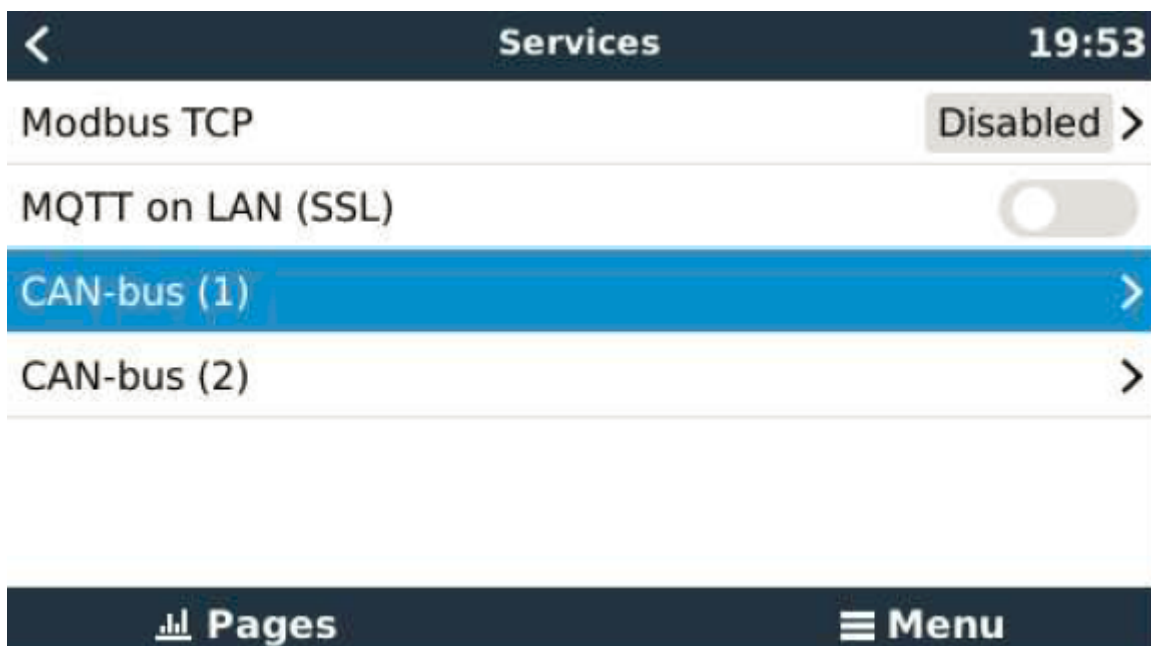 Services 19:53
Modbus TCP Disabled
MQTT on LAN (SSL)
CAN-bus (1)
CAN-bus (2)
Pages Menu